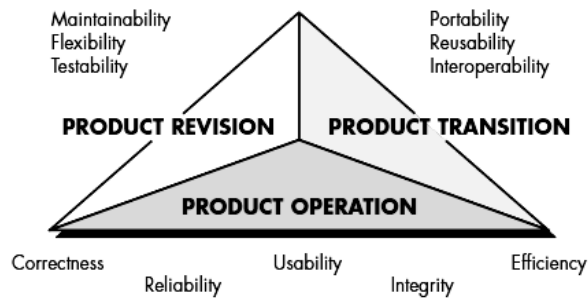 Maintainability
Flexibility
Testability
Portability
Reusability
Interoperability
PRODUCT REVISION
PRODUCT TRANSITION
PRODUCT OPERATION
Correctness
Reliability
Usability
Integrity
Efficiency